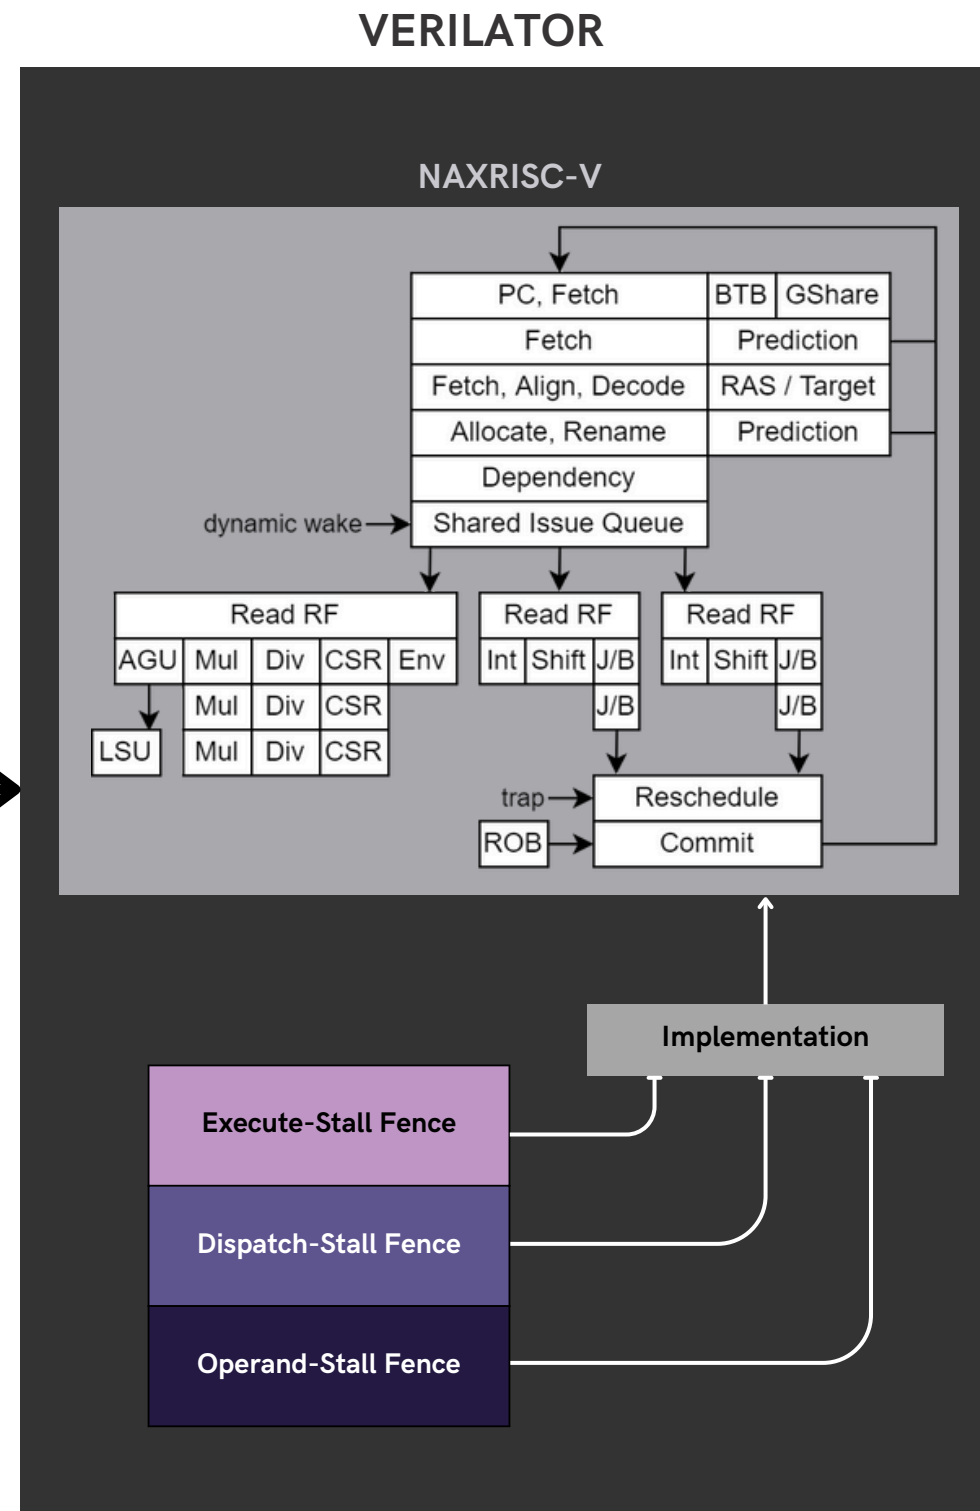 VERILATOR
NAXRISC-V
PC, Fetch BTB GShare
Fetch Prediction
Fetch, Align, Decode RAS / Target
Allocate, Rename Prediction
Dependency
dynamic wake Shared Issue Queue
Read RF Read RF Read RF
AGU Mul Div CSR Env Int Shift J/B Int Shift J/B
Mul Div CSR J/B J/B
LSU Mul Div CSR
trap Reschedule
ROB Commit
Implementation
Execute-Stall Fence
Dispatch-Stall Fence
Operand-Stall Fence